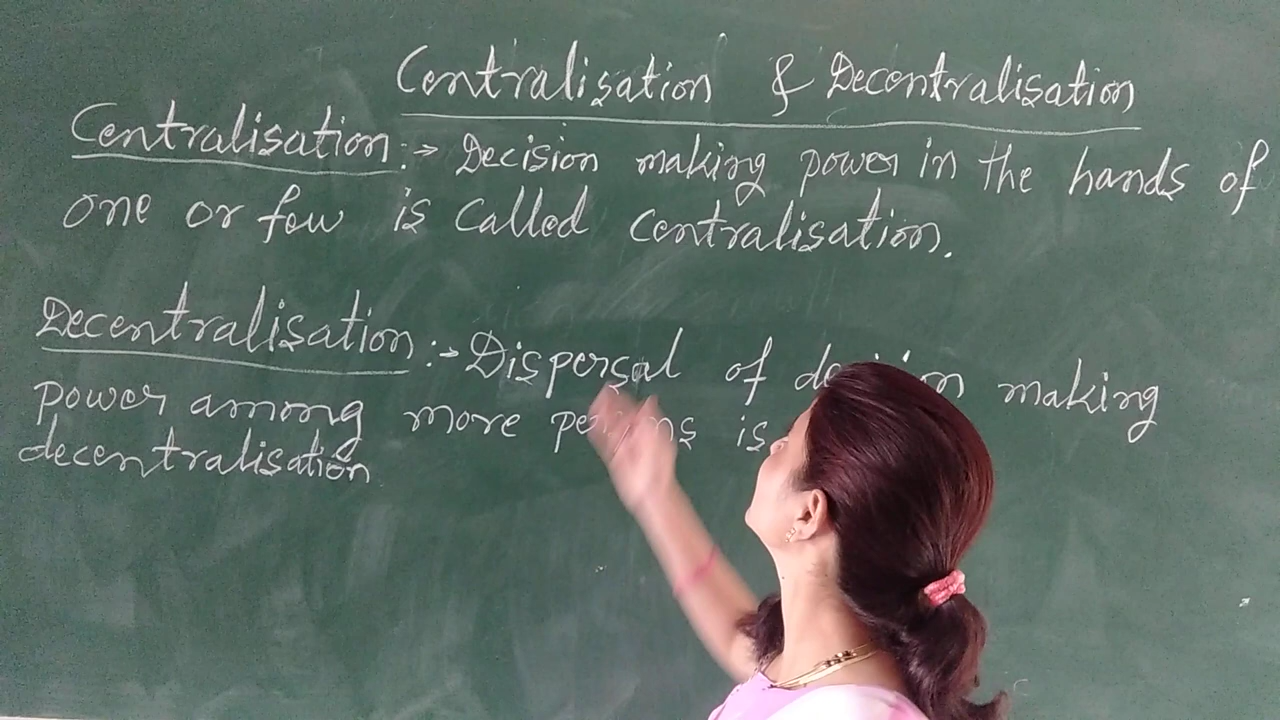 Centralisation & Decentralisation
Centralisation :→ Decision making power in the hands of
one or few is called centralisation.
Decentralisation :→ Dispersal of making
power among more is
decentralisation